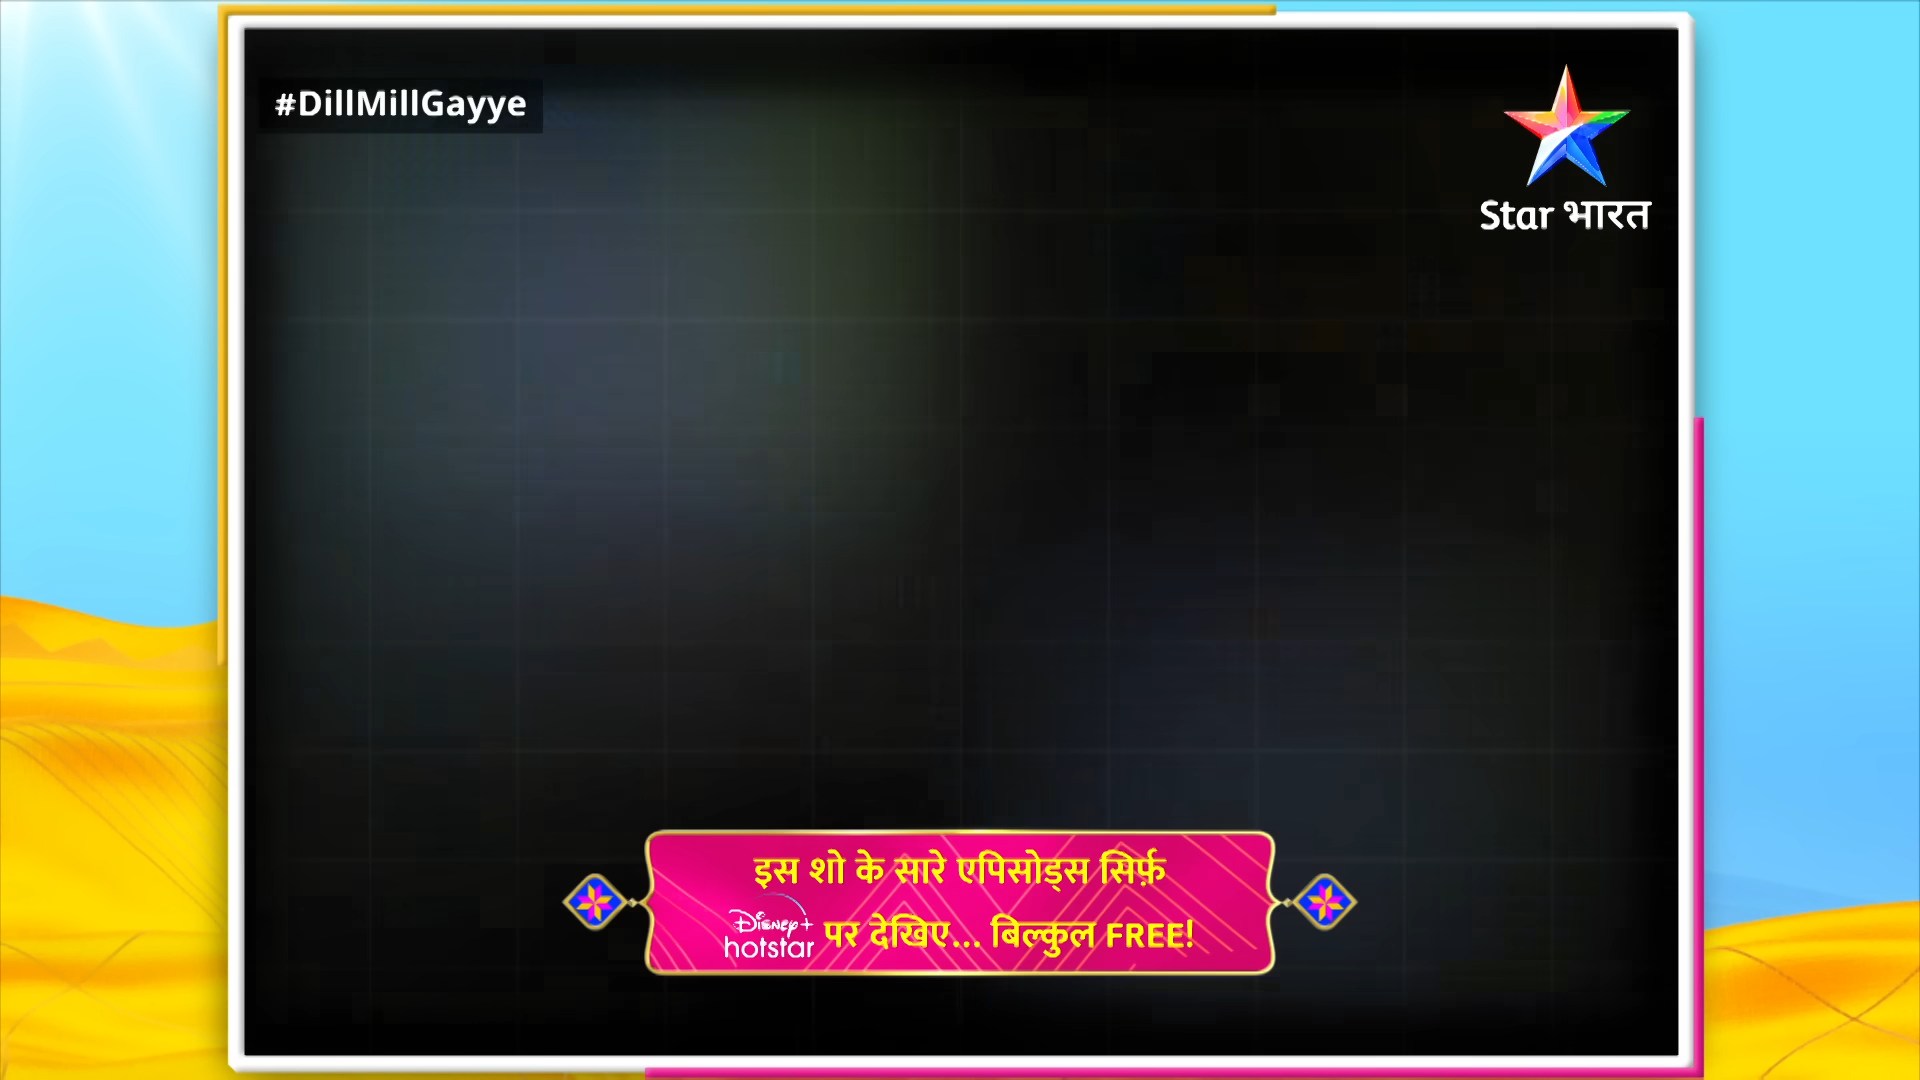 #DillMillGayye
Star भारत
इस शो के सारे एपिसोड्स सिर्फ़
Disney+ hotstar पर देखिए... बिल्कुल FREE!